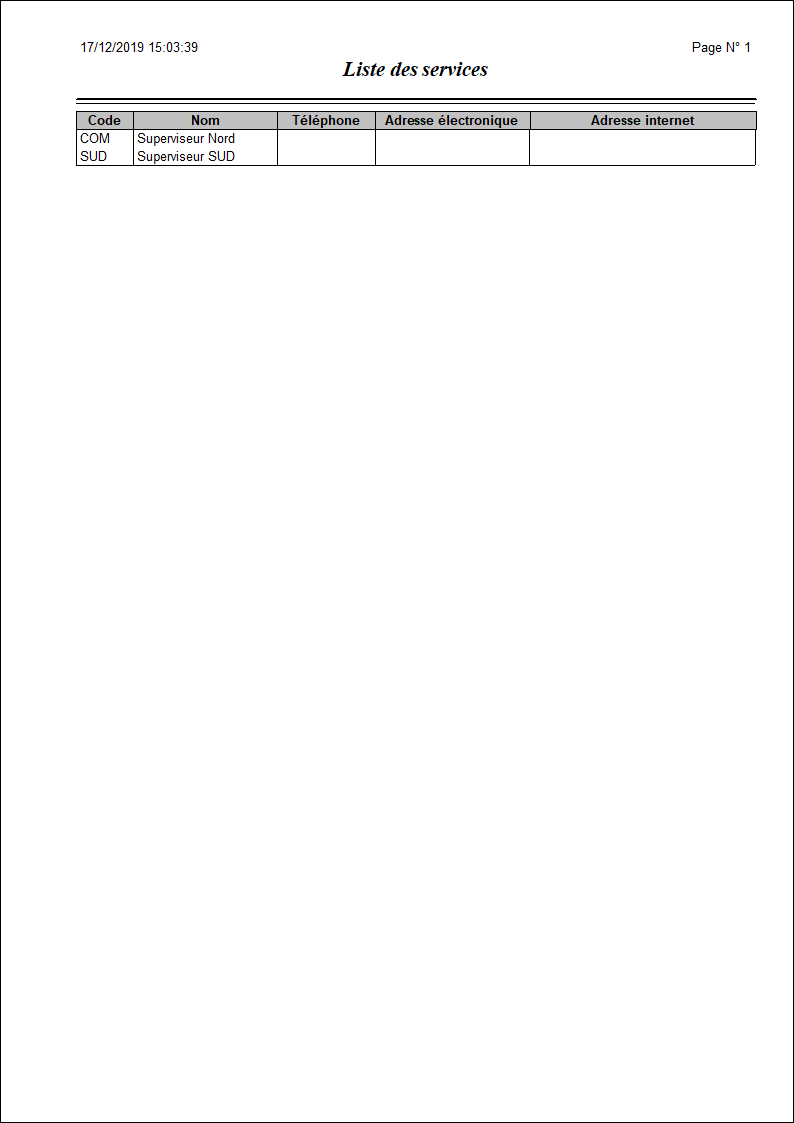 17/12/2019 15:03:39 Page N° 1
Liste des services
Code Nom Téléphone Adresse électronique Adresse internet
COM Superviseur Nord
SUD Superviseur SUD